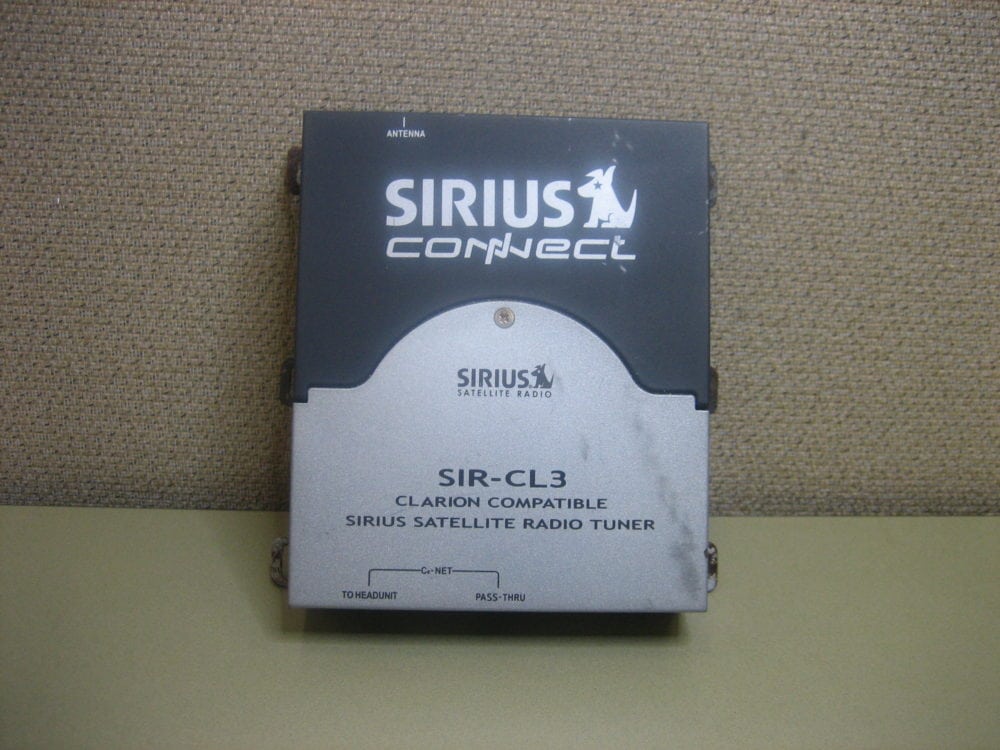 ANTENNA
SIRIUS
connect
SIRIUS
SATELLITE RADIO
SIR-CL3
CLARION COMPATIBLE
SIRIUS SATELLITE RADIO TUNER
Ce-NET
TO HEADUNIT PASS-THRU